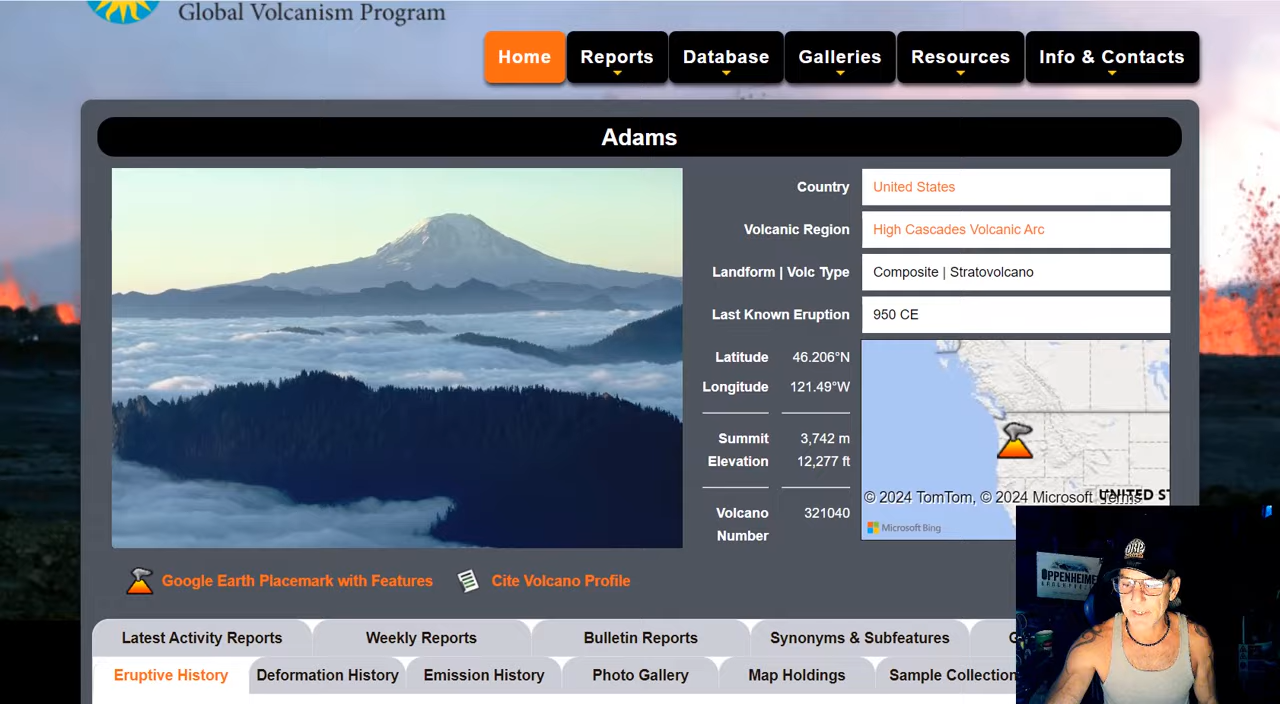 Global Volcanism Program
Home
Reports
Database
Galleries
Resources
Info & Contacts
Adams
Country
United States
Volcanic Region
High Cascades Volcanic Arc
Landform | Volc Type
Composite | Stratovolcano
Last Known Eruption
950 CE
Latitude
46.206°N
Longitude
121.49°W
Summit
Elevation
3,742 m
12,277 ft
Volcano
Number
321040
© 2024 TomTom, © 2024 Microsoft Terms
UNITED ST
Microsoft Bing
Google Earth Placemark with Features
Cite Volcano Profile
Latest Activity Reports
Weekly Reports
Bulletin Reports
Synonyms & Subfeatures
Eruptive History
Deformation History
Emission History
Photo Gallery
Map Holdings
Sample Collection
OPPENHEIMER